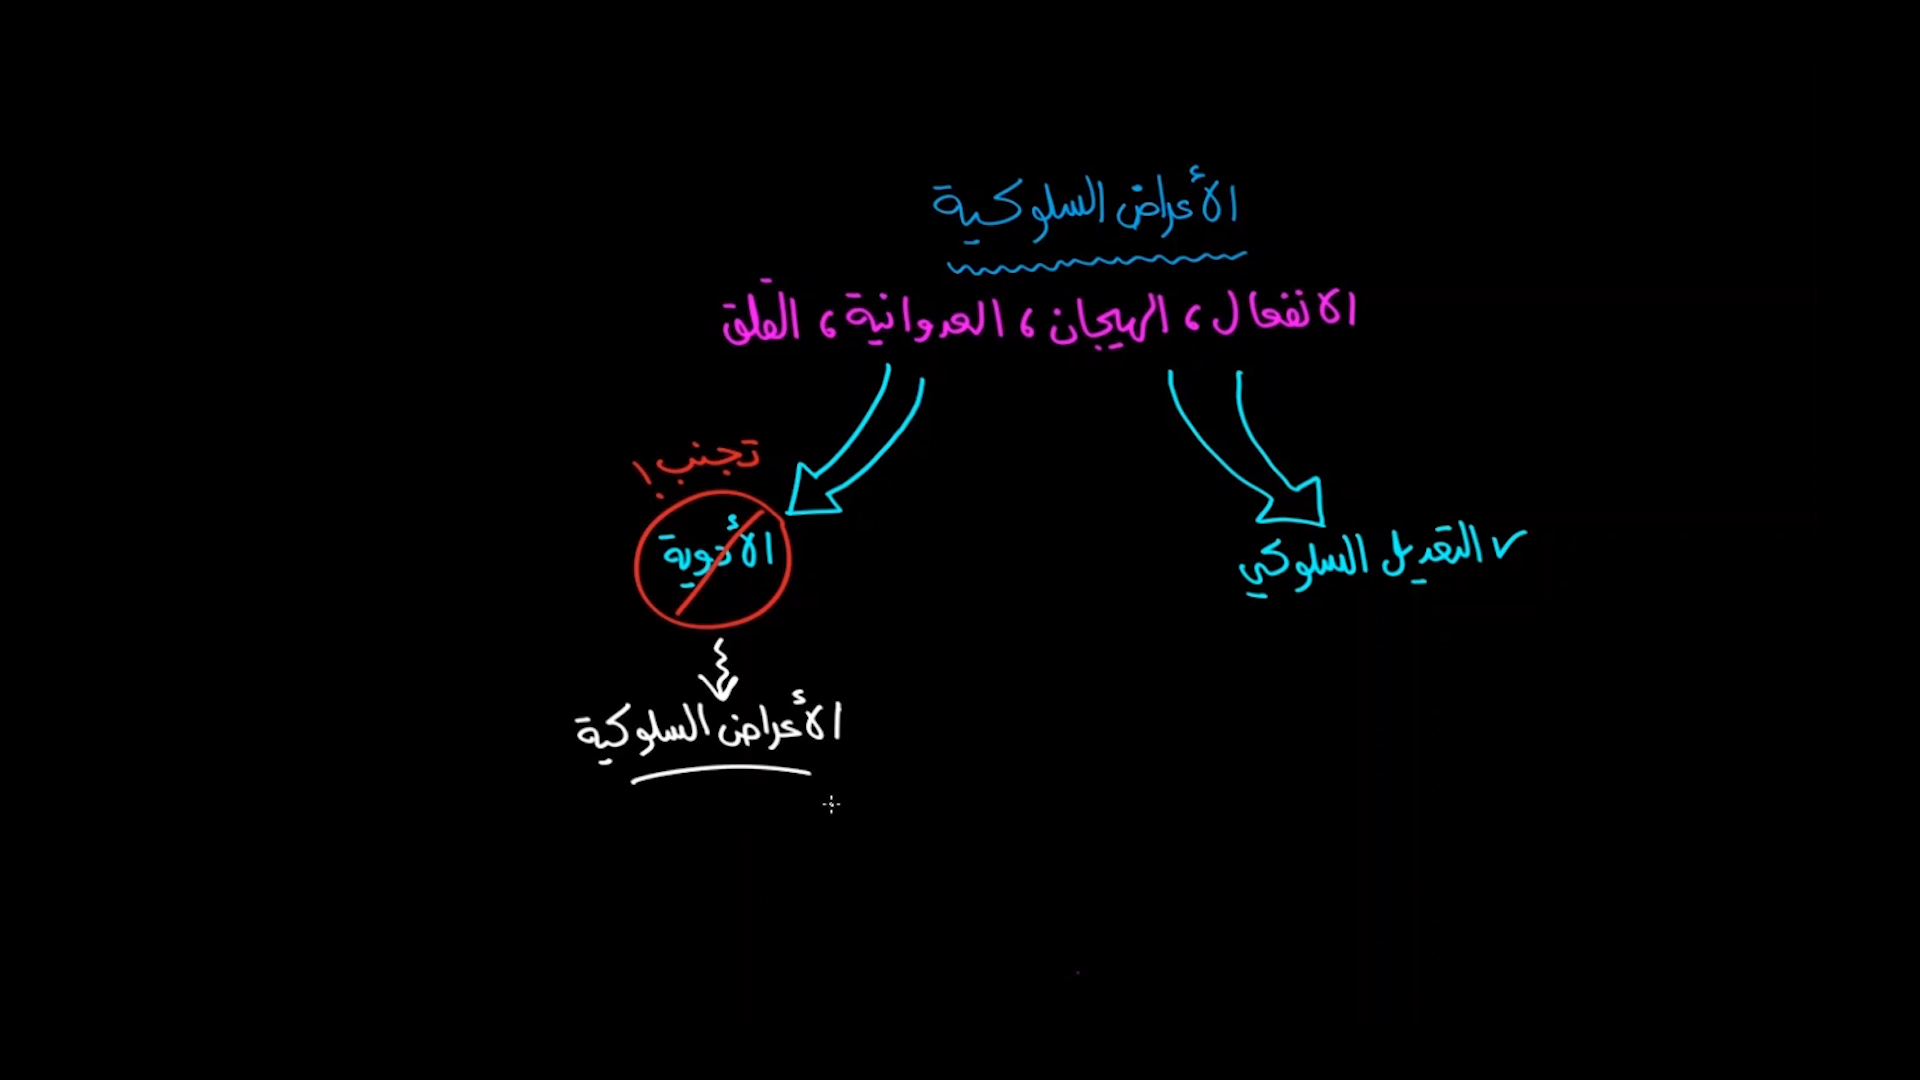 الأعراض السلوكية
الانفعال، الهيجان، العدوانية، القلق
تجنب!
الأدوية
✓ التعديل السلوكي
الأعراض السلوكية